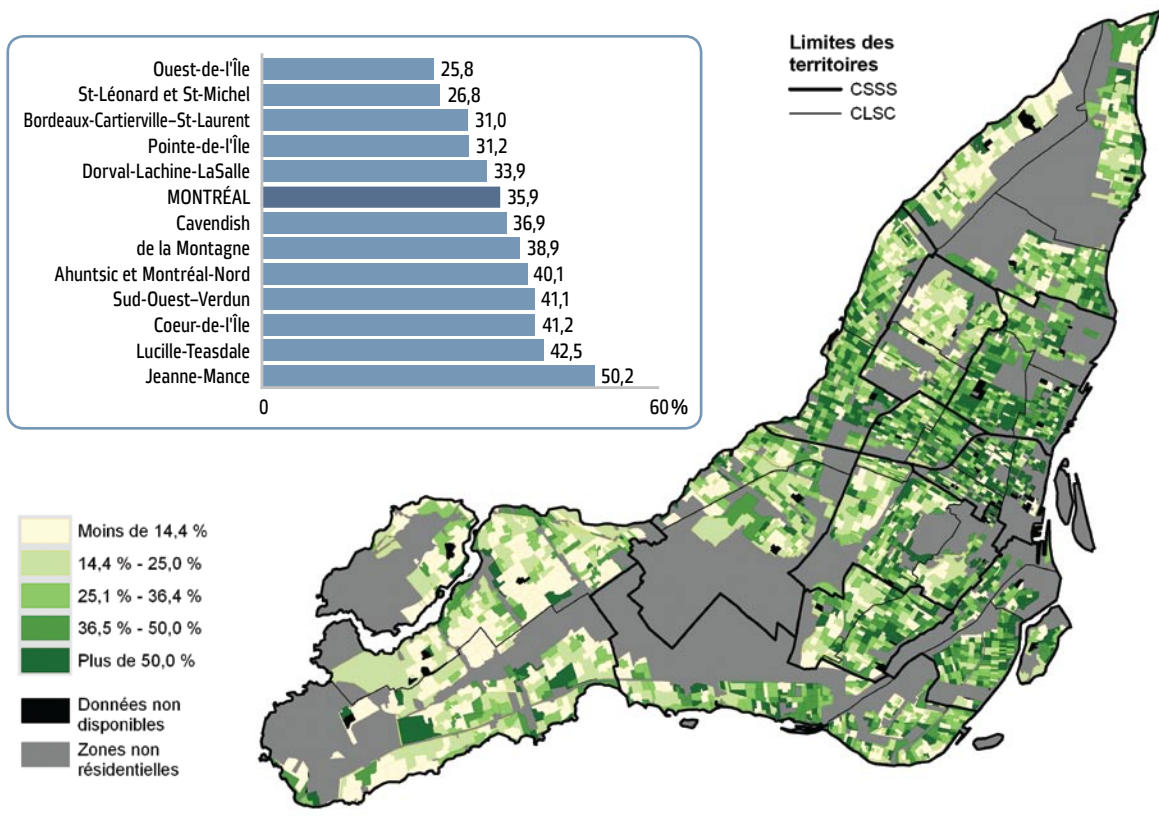 Ouest-de-l'Île 25,8
St-Léonard et St-Michel 26,8
Bordeaux-Cartierville–St-Laurent 31,0
Pointe-de-l'Île 31,2
Dorval-Lachine-LaSalle 33,9
MONTRÉAL 35,9
Cavendish 36,9
de la Montagne 38,9
Ahuntsic et Montréal-Nord 40,1
Sud-Ouest–Verdun 41,1
Coeur-de-l'Île 41,2
Lucille-Teasdale 42,5
Jeanne-Mance 50,2
0 60%
Limites des
territoires
CSSS
CLSC
Moins de 14,4 %
14,4 % - 25,0 %
25,1 % - 36,4 %
36,5 % - 50,0 %
Plus de 50,0 %
Données non
disponibles
Zones non
résidentielles